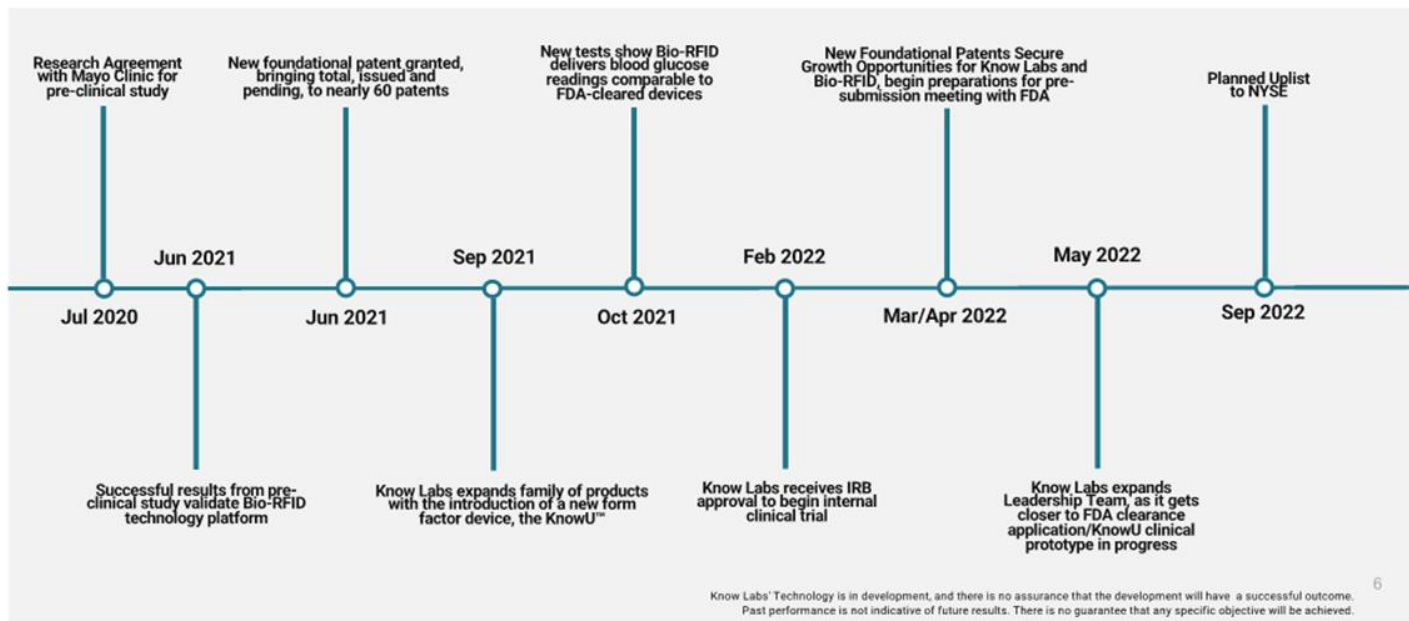 Research Agreement
with Mayo Clinic for
pre-clinical study
New foundational patent granted,
bringing total, issued and
pending, to nearly 60 patents
New tests show Bio-RFID
delivers blood glucose
readings comparable to
FDA-cleared devices
New Foundational Patents Secure
Growth Opportunities for Know Labs and
Bio-RFID, begin preparations for pre-
submission meeting with FDA
Planned Uplist
to NYSE
Jun 2021
Sep 2021
Feb 2022
May 2022
Jul 2020
Jun 2021
Oct 2021
Mar/Apr 2022
Sep 2022
Successful results from pre-
clinical study validate Bio-RFID
technology platform
Know Labs expands family of products
with the introduction of a new form
factor device, the KnowU™
Know Labs receives IRB
approval to begin internal
clinical trial
Know Labs expands
Leadership Team, as it gets
closer to FDA clearance
application/KnowU clinical
prototype in progress
6
Know Labs' Technology is in development, and there is no assurance that the development will have a successful outcome.
Past performance is not indicative of future results. There is no guarantee that any specific objective will be achieved.